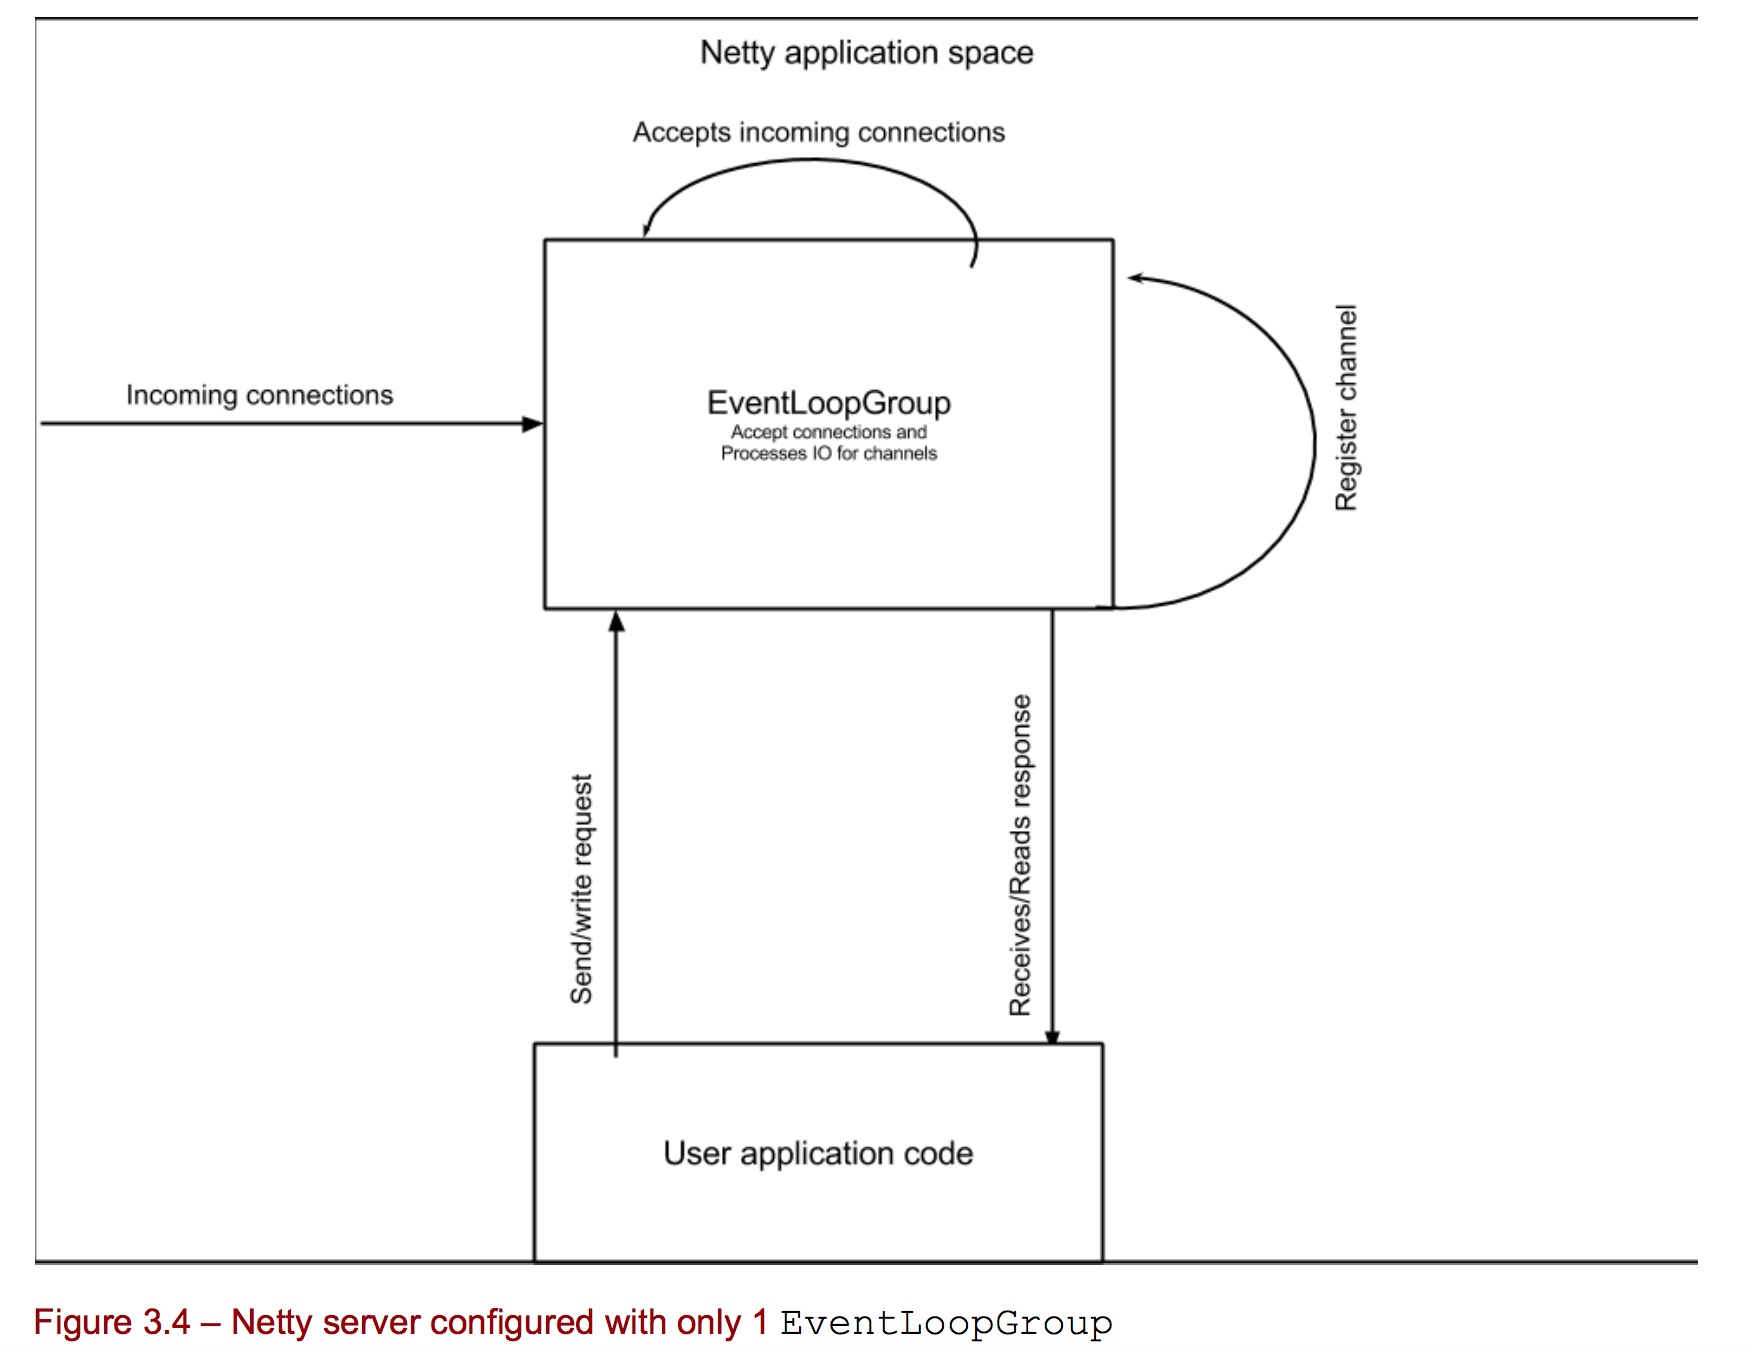 Netty application space
Accepts incoming connections
Incoming connections
EventLoopGroup
Accept connections and
Processes IO for channels
Register channel
Send/write request
Receives/Reads response
User application code
Figure 3.4 – Netty server configured with only 1 EventLoopGroup